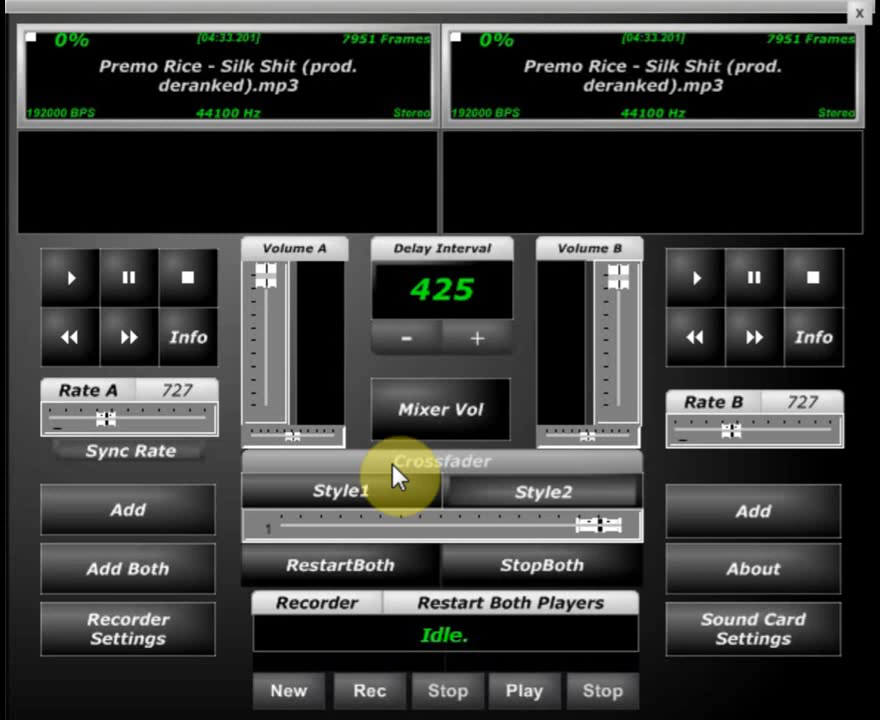 x
0% [04:33.201] 7951 Frames
Premo Rice - Silk Shit (prod.
deranked).mp3
192000 BPS 44100 Hz Stereo
0% [04:33.201] 7951 Frames
Premo Rice - Silk Shit (prod.
deranked).mp3
192000 BPS 44100 Hz Stereo
Volume A
Delay Interval
Volume B
425
- +
Info
Info
Rate A 727
Mixer Vol
Rate B 727
Sync Rate
Crossfader
Style1 Style2
1
Add
Add
RestartBoth StopBoth
Add Both
About
Recorder Restart Both Players
Recorder
Settings
Idle.
Sound Card
Settings
New Rec Stop Play Stop